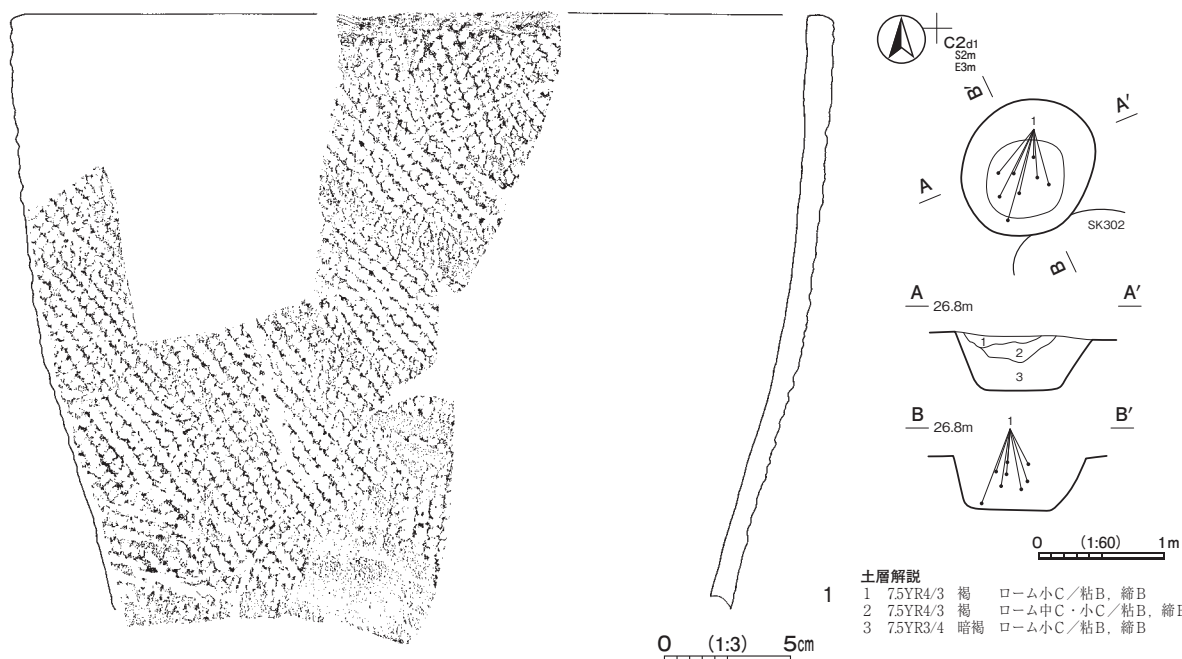 C2d1
S2m
E3m
B′
A′
1
A
SK302
B
A 26.8m A′
1
2
3
B 26.8m B′
1
0 (1:60) 1m
土層解説
1 7.5YR4/3 褐 ローム小C/粘B，締B
2 7.5YR4/3 褐 ローム中C・小C/粘B，締B
3 7.5YR3/4 暗褐 ローム小C/粘B，締B
1
0 (1:3) 5cm